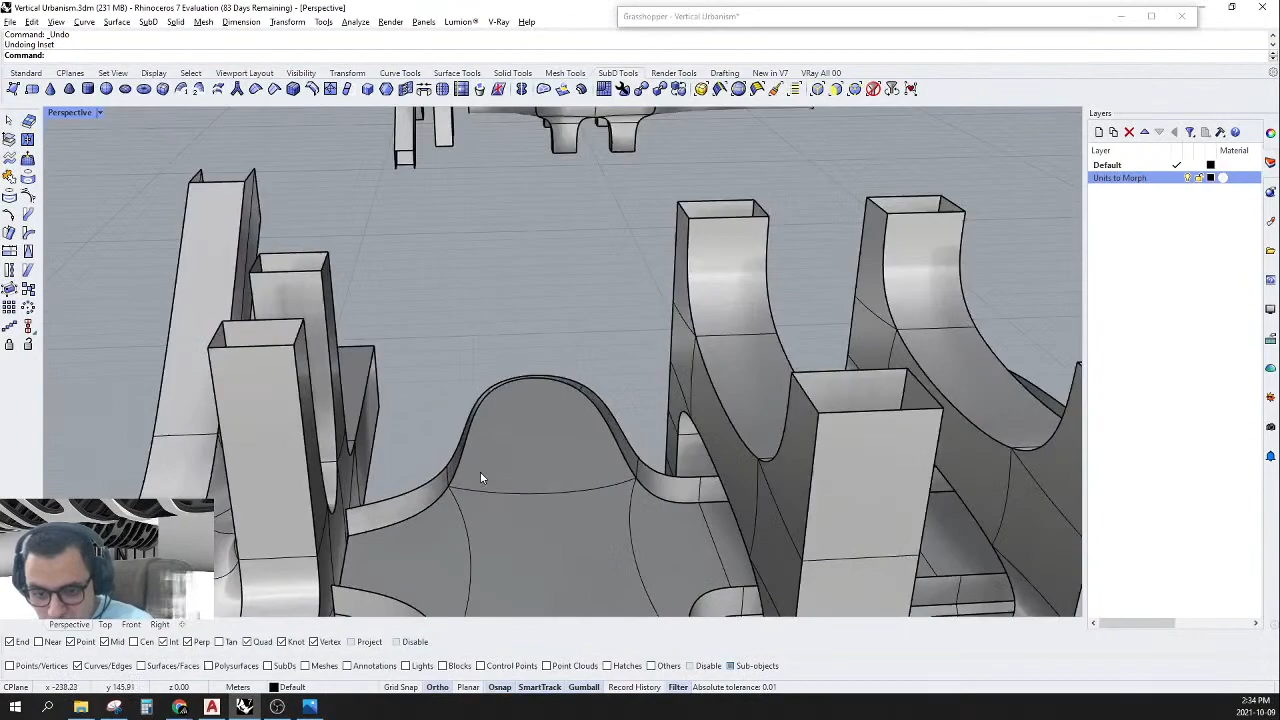 Vertical Urbanism.3dm (231 MB) - Rhinoceros 7 Evaluation (83 Days Remaining) - [Perspective]
Grasshopper - Vertical Urbanism*
File Edit View Curve Surface SubD Solid Mesh Dimension Transform Tools Analyze Render Panels Lumion® V-Ray Help
Command: _Undo
Undoing Inset
Command:
Standard CPlanes Set View Display Select Viewport Layout Visibility Transform Curve Tools Surface Tools Solid Tools Mesh Tools SubD Tools Render Tools Drafting New in V7 VRay All 00
Perspective
Layers
Layer Material
Default
Units to Morph
Perspective Top Front Right
End Near Point Mid Cen Int Perp Tan Quad Knot Vertex Project Disable
Points/Vertices Curves/Edges Surfaces/Faces Polysurfaces SubDs Meshes Annotations Lights Blocks Control Points Point Clouds Hatches Others Disable Sub-objects
CPlane x -238.23 y 145.91 z 0.00 Meters Default Grid Snap Ortho Planar Osnap SmartTrack Gumball Record History Filter Absolute tolerance: 0.01
2:34 PM
2021-10-09